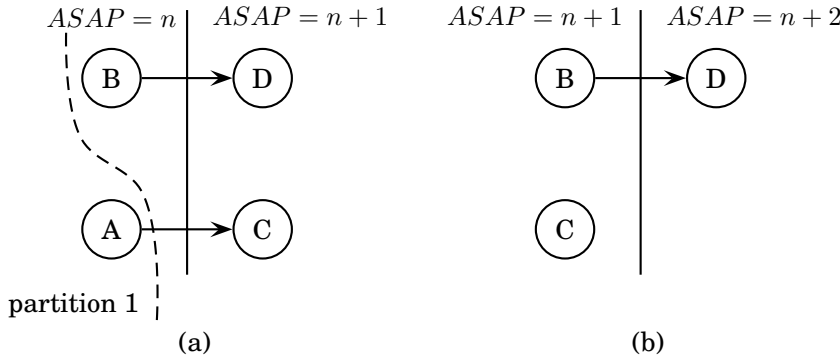 ASAP = n ASAP = n + 1 ASAP = n + 1 ASAP = n + 2
B D B D
A C C
partition 1
(a) (b)